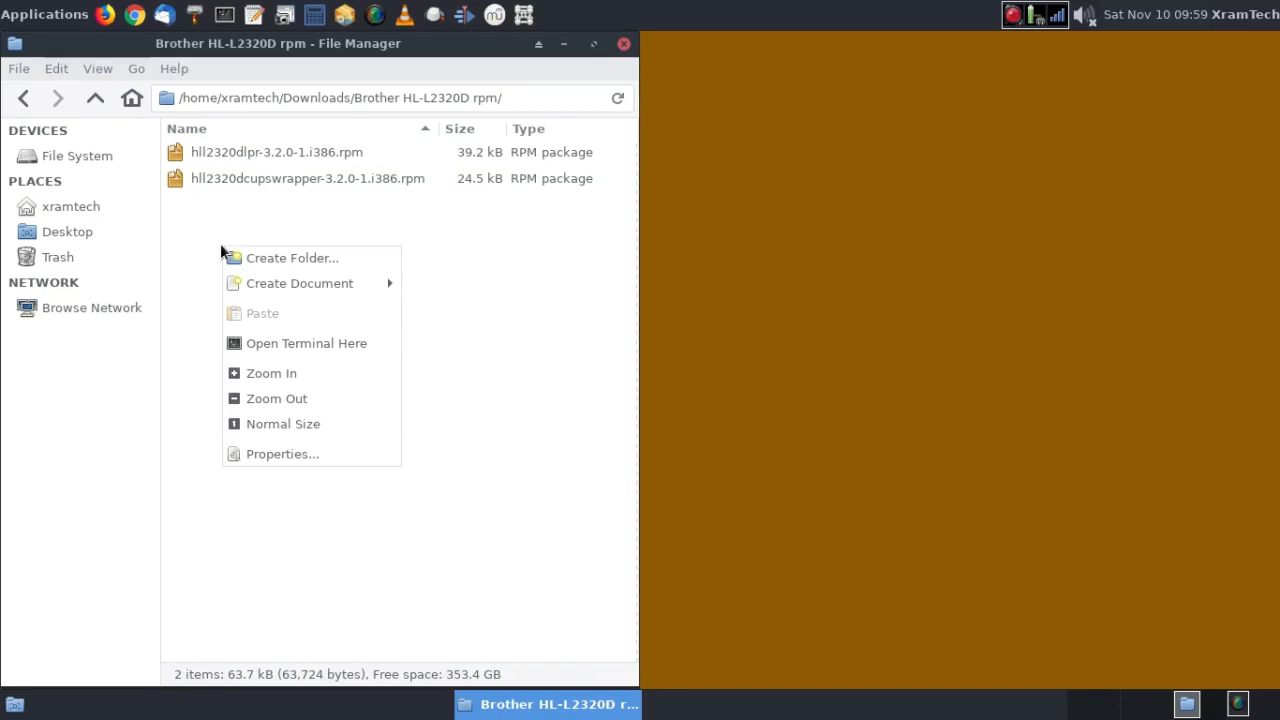 Applications
Sat Nov 10 09:59 XramTech
Brother HL-L2320D rpm - File Manager
File Edit View Go Help
/home/xramtech/Downloads/Brother HL-L2320D rpm/
DEVICES
File System
PLACES
xramtech
Desktop
Trash
NETWORK
Browse Network
Name Size Type
hll2320dlpr-3.2.0-1.i386.rpm 39.2 kB RPM package
hll2320dcupswrapper-3.2.0-1.i386.rpm 24.5 kB RPM package
Create Folder...
Create Document
Paste
Open Terminal Here
Zoom In
Zoom Out
Normal Size
Properties...
2 items: 63.7 kB (63,724 bytes), Free space: 353.4 GB
Brother HL-L2320D r...